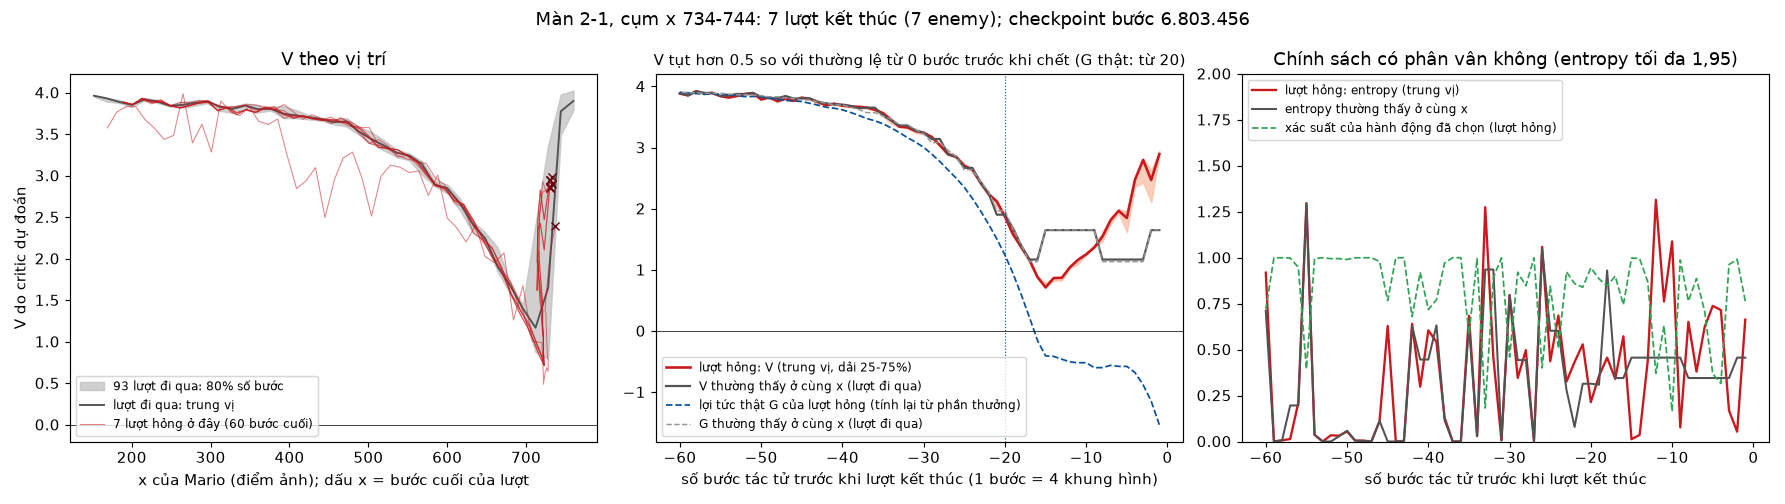 Màn 2-1, cụm x 734-744: 7 lượt kết thúc (7 enemy); checkpoint bước 6.803.456
V theo vị trí
V do critic dự đoán
4.0
3.5
3.0
2.5
2.0
1.5
1.0
0.5
0.0
93 lượt đi qua: 80% số bước
lượt đi qua: trung vị
7 lượt hỏng ở đây (60 bước cuối)
200 300 400 500 600 700
x của Mario (điểm ảnh); dấu x = bước cuối của lượt
V tụt hơn 0.5 so với thường lệ từ 0 bước trước khi chết (G thật: từ 20)
4
3
2
1
0
−1
lượt hỏng: V (trung vị, dải 25-75%)
V thường thấy ở cùng x (lượt đi qua)
lợi tức thật G của lượt hỏng (tính lại từ phần thưởng)
G thường thấy ở cùng x (lượt đi qua)
−60 −50 −40 −30 −20 −10 0
số bước tác tử trước khi lượt kết thúc (1 bước = 4 khung hình)
Chính sách có phân vân không (entropy tối đa 1,95)
2.00
1.75
1.50
1.25
1.00
0.75
0.50
0.25
0.00
lượt hỏng: entropy (trung vị)
entropy thường thấy ở cùng x
xác suất của hành động đã chọn (lượt hỏng)
−60 −50 −40 −30 −20 −10 0
số bước tác tử trước khi lượt kết thúc